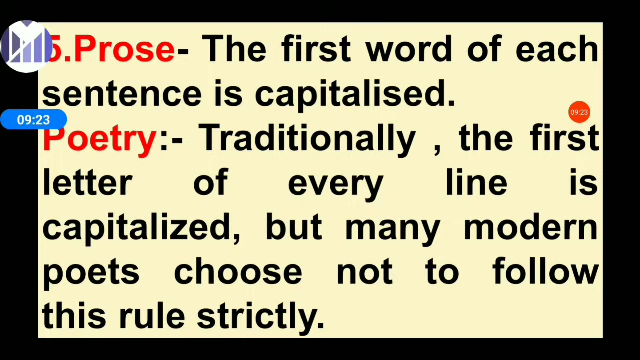 5.Prose- The first word of each
sentence is capitalised.
09:23
09:23
Poetry:- Traditionally , the first
letter of every line is
capitalized, but many modern
poets choose not to follow
this rule strictly.